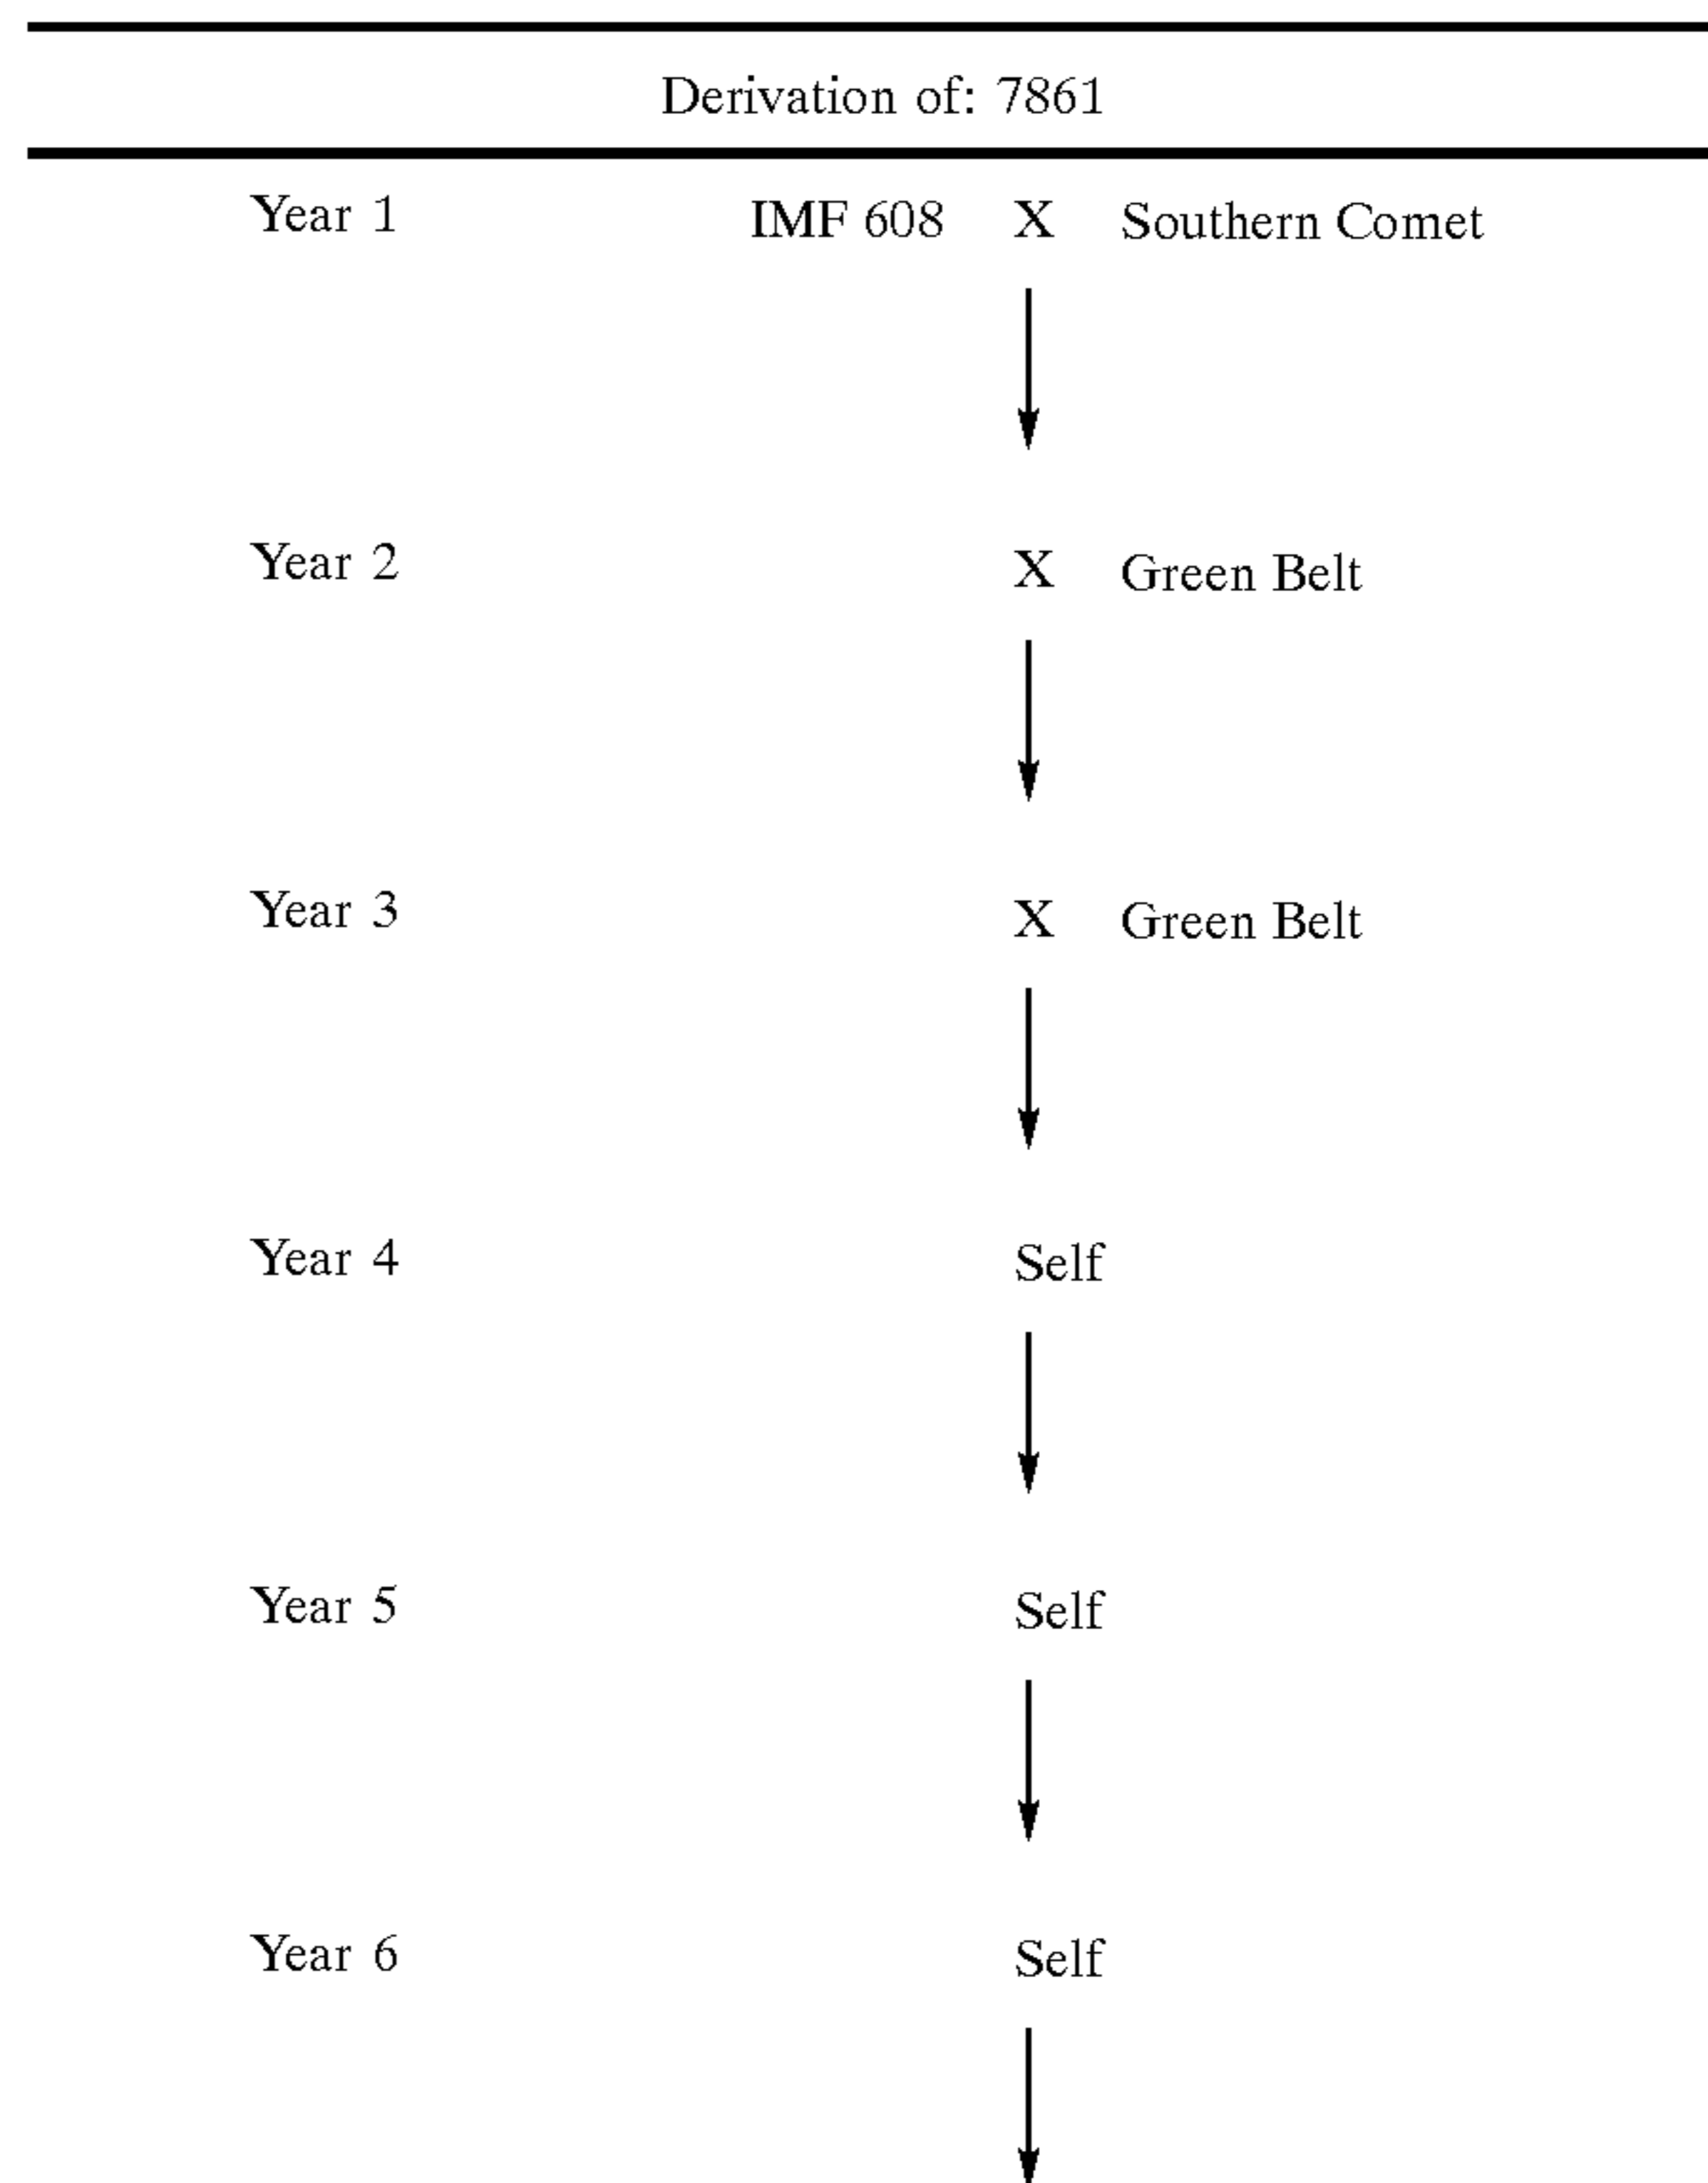 Derivation of: 7861
Year 1 IMF 608 X Southern Comet
Year 2 X Green Belt
Year 3 X Green Belt
Year 4 Self
Year 5 Self
Year 6 Self